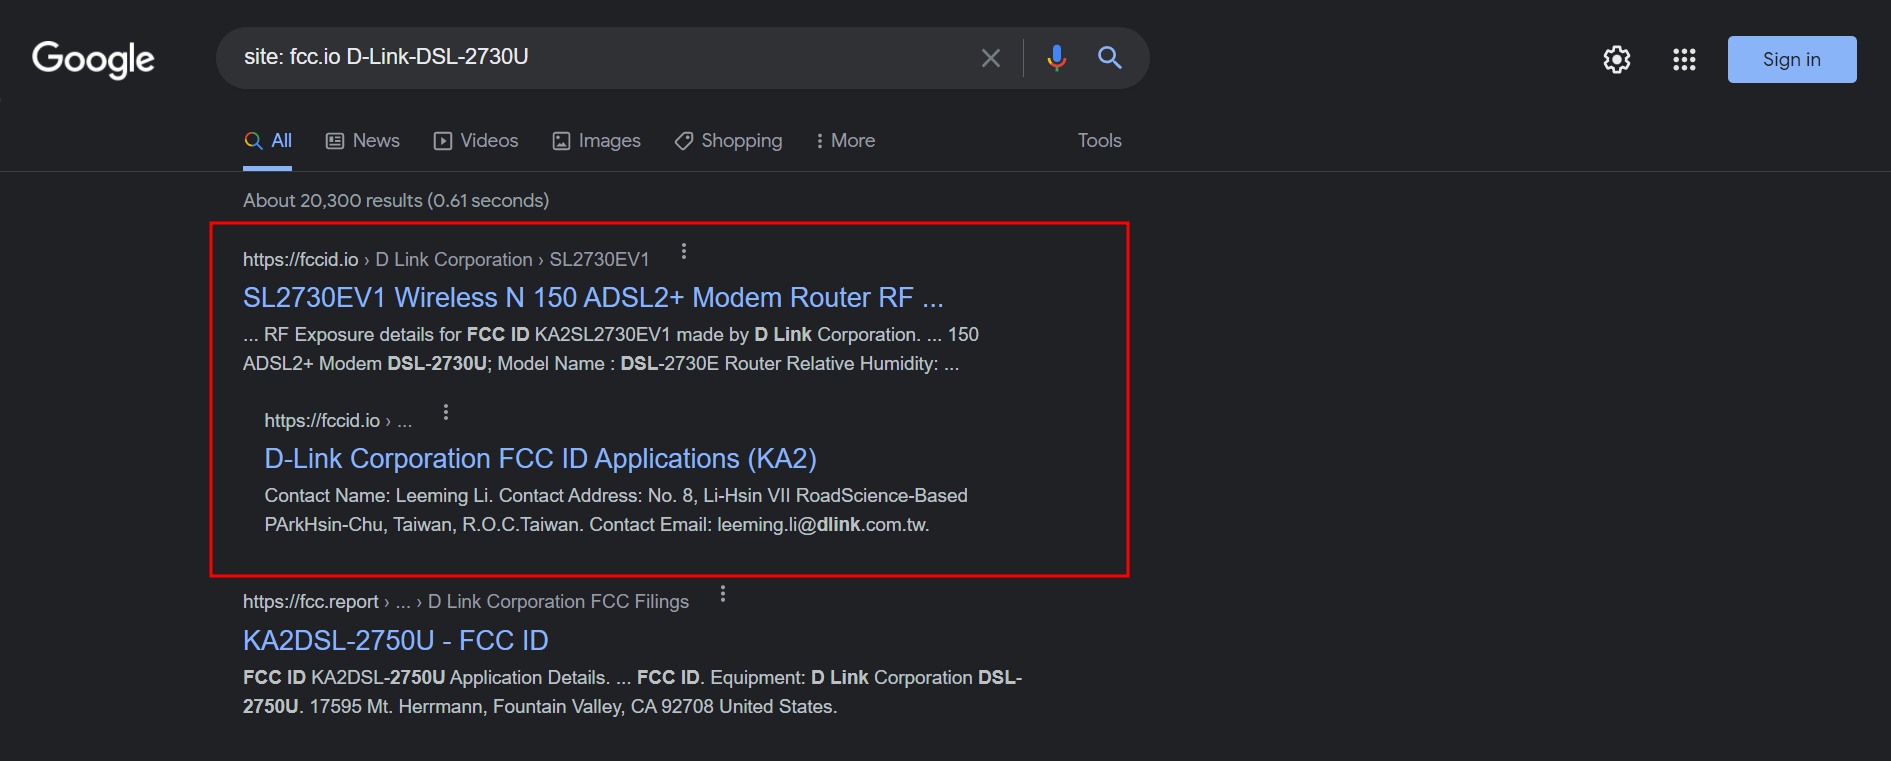 Google
site: fcc.io D-Link-DSL-2730U
Sign in
All News Videos Images Shopping More Tools
About 20,300 results (0.61 seconds)
https://fccid.io › D Link Corporation › SL2730EV1
SL2730EV1 Wireless N 150 ADSL2+ Modem Router RF ...
... RF Exposure details for FCC ID KA2SL2730EV1 made by D Link Corporation. ... 150
ADSL2+ Modem DSL-2730U; Model Name : DSL-2730E Router Relative Humidity: ...
https://fccid.io › ...
D-Link Corporation FCC ID Applications (KA2)
Contact Name: Leeming Li. Contact Address: No. 8, Li-Hsin VII RoadScience-Based
PArkHsin-Chu, Taiwan, R.O.C.Taiwan. Contact Email: leeming.li@dlink.com.tw.
https://fcc.report › ... › D Link Corporation FCC Filings
KA2DSL-2750U - FCC ID
FCC ID KA2DSL-2750U Application Details. ... FCC ID. Equipment: D Link Corporation DSL-
2750U. 17595 Mt. Herrmann, Fountain Valley, CA 92708 United States.